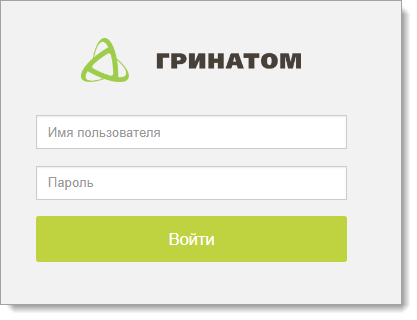 ГРИНАТОМ
Имя пользователя
Пароль
Войти